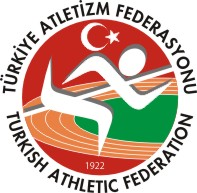 TÜRKİYE ATLETİZM FEDERASYONU
1922
TURKISH ATHLETIC FEDERATION